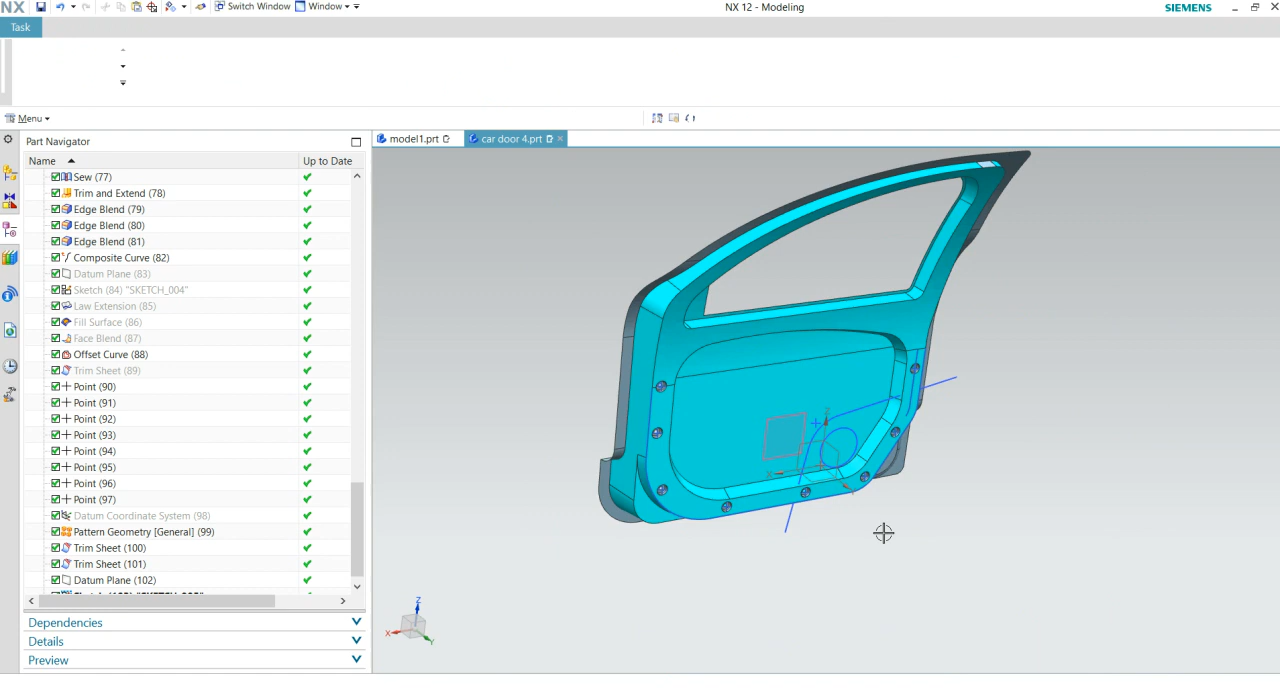 NX Switch Window Window NX 12 - Modeling SIEMENS
Task
Menu
Part Navigator model1.prt car door 4.prt
Name Up to Date
Sew (77)
Trim and Extend (78)
Edge Blend (79)
Edge Blend (80)
Edge Blend (81)
Composite Curve (82)
Datum Plane (83)
Sketch (84) "SKETCH_004"
Law Extension (85)
Fill Surface (86)
Face Blend (87)
Offset Curve (88)
Trim Sheet (89)
Point (90)
Point (91)
Point (92)
Point (93)
Point (94)
Point (95)
Point (96)
Point (97)
Datum Coordinate System (98)
Pattern Geometry [General] (99)
Trim Sheet (100)
Trim Sheet (101)
Datum Plane (102)
Z
X
Y
Dependencies
Details
Preview